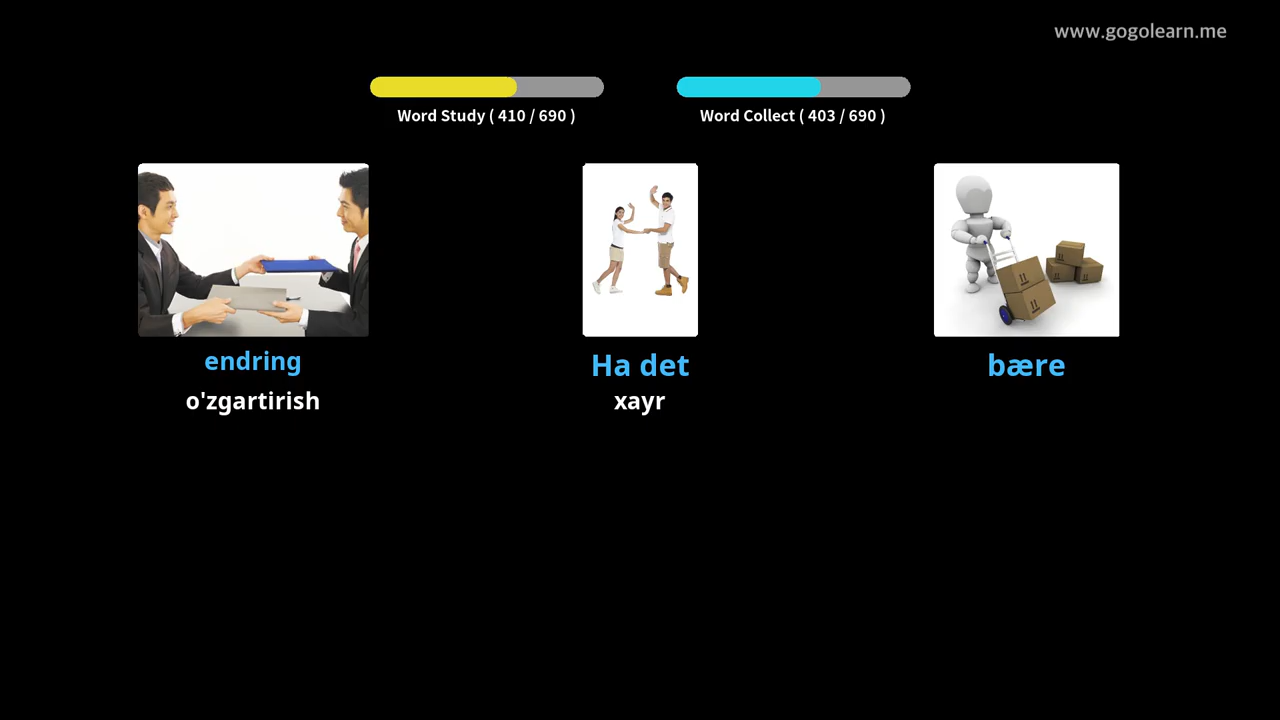 www.gogolearn.me
Word Study ( 410 / 690 )
Word Collect ( 403 / 690 )
endring
Ha det
bære
o'zgartirish
xayr